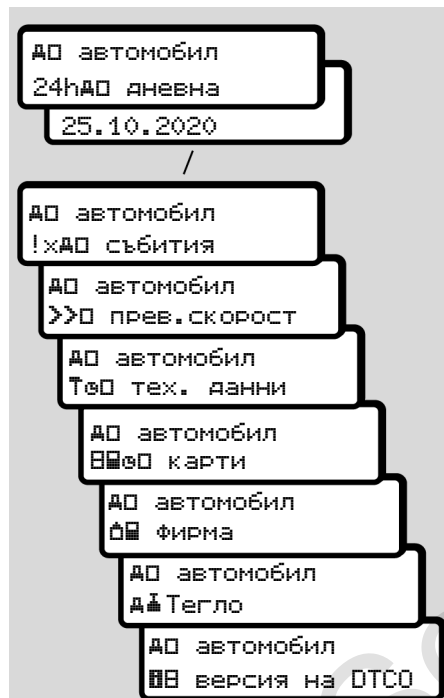 автомобил
24h дневна
25.10.2020
/
автомобил
!x събития
автомобил
>> прев.скорост
автомобил
тех. данни
автомобил
карти
автомобил
фирма
автомобил
Тегло
автомобил
версия на DTCO